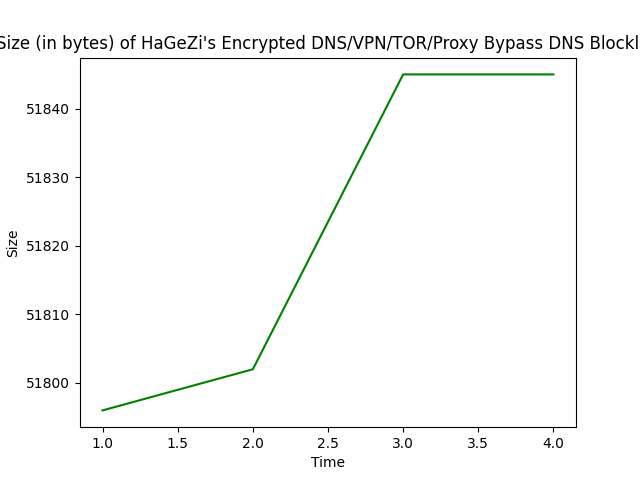 Size (in bytes) of HaGeZi's Encrypted DNS/VPN/TOR/Proxy Bypass DNS Blockl
51840
51830
51820
51810
51800
Size
1.0 1.5 2.0 2.5 3.0 3.5 4.0
Time